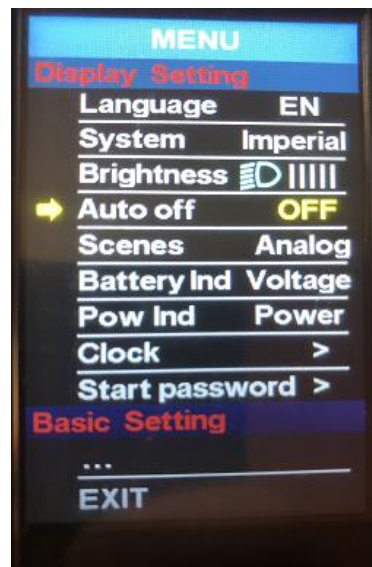 MENU
Display Setting
Language EN
System Imperial
Brightness IIIII
Auto off OFF
Scenes Analog
Battery Ind Voltage
Pow Ind Power
Clock >
Start password >
Basic Setting
...
EXIT